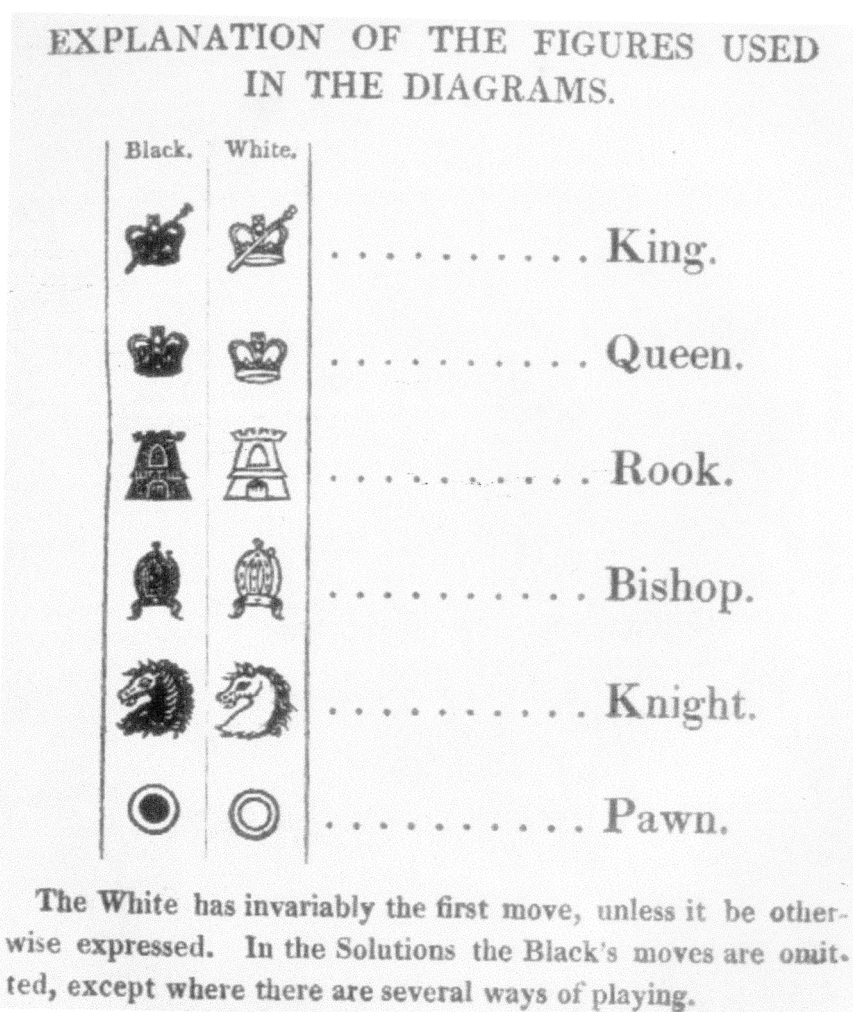 EXPLANATION OF THE FIGURES USED
IN THE DIAGRAMS.
Black. White.
. . . . . . . . . . King.
. . . . . . . . . . Queen.
. . . . . . . . . . Rook.
. . . . . . . . . . Bishop.
. . . . . . . . . . Knight.
. . . . . . . . . . Pawn.
The White has invariably the first move, unless it be other-
wise expressed. In the Solutions the Black's moves are omit-
ted, except where there are several ways of playing.